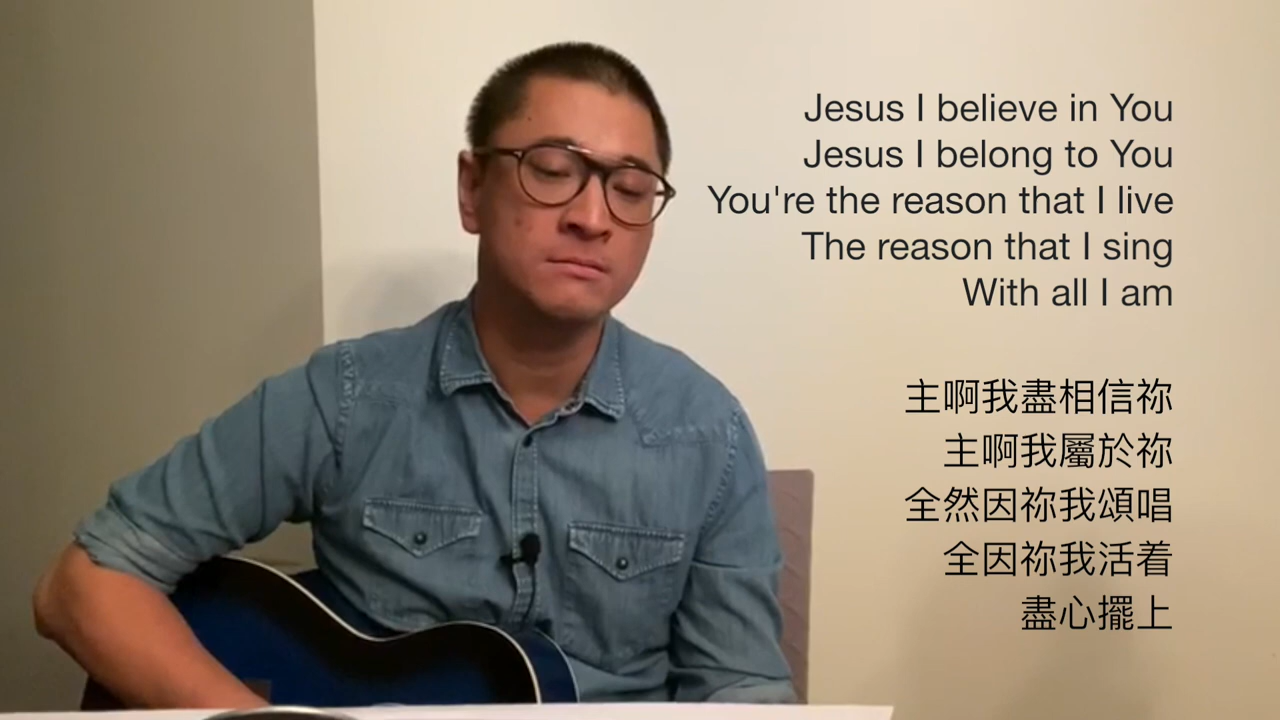 Jesus I believe in You
Jesus I belong to You
You're the reason that I live
The reason that I sing
With all I am
主啊我盡相信祢
主啊我屬於祢
全然因祢我頌唱
全因祢我活着
盡心擺上